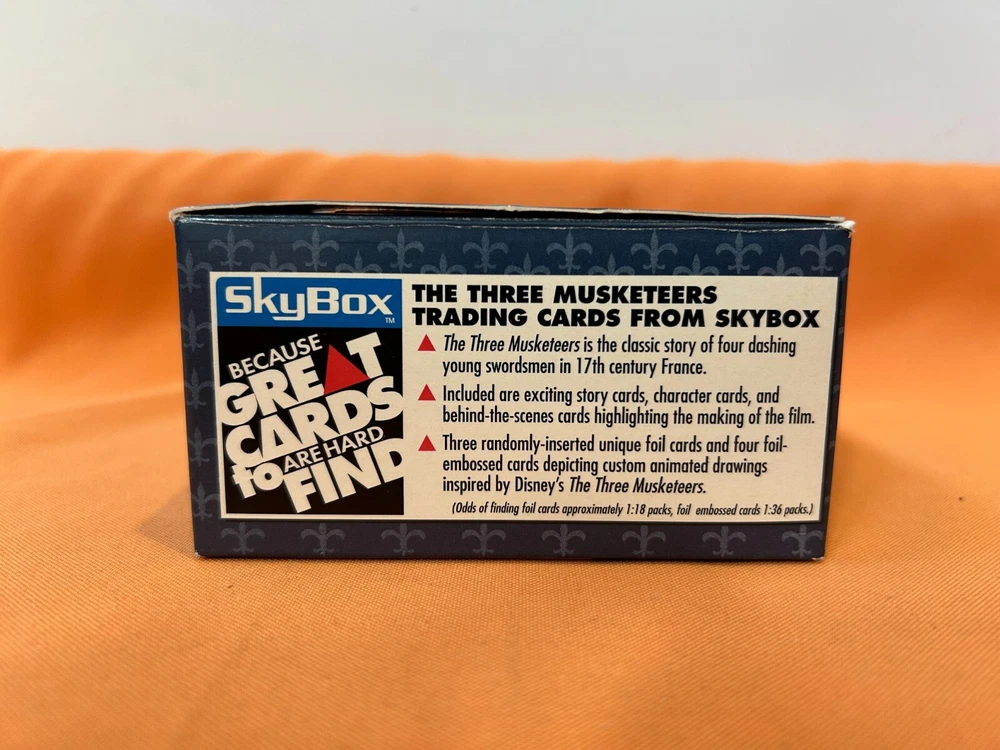 SkyBox™
BECAUSE
GREAT
CARDS
ARE HARD
to FIND
THE THREE MUSKETEERS
TRADING CARDS FROM SKYBOX
The Three Musketeers is the classic story of four dashing
young swordsmen in 17th century France.
Included are exciting story cards, character cards, and
behind-the-scenes cards highlighting the making of the film.
Three randomly-inserted unique foil cards and four foil-
embossed cards depicting custom animated drawings
inspired by Disney's The Three Musketeers.
(Odds of finding foil cards approximately 1:18 packs, foil embossed cards 1:36 packs.)